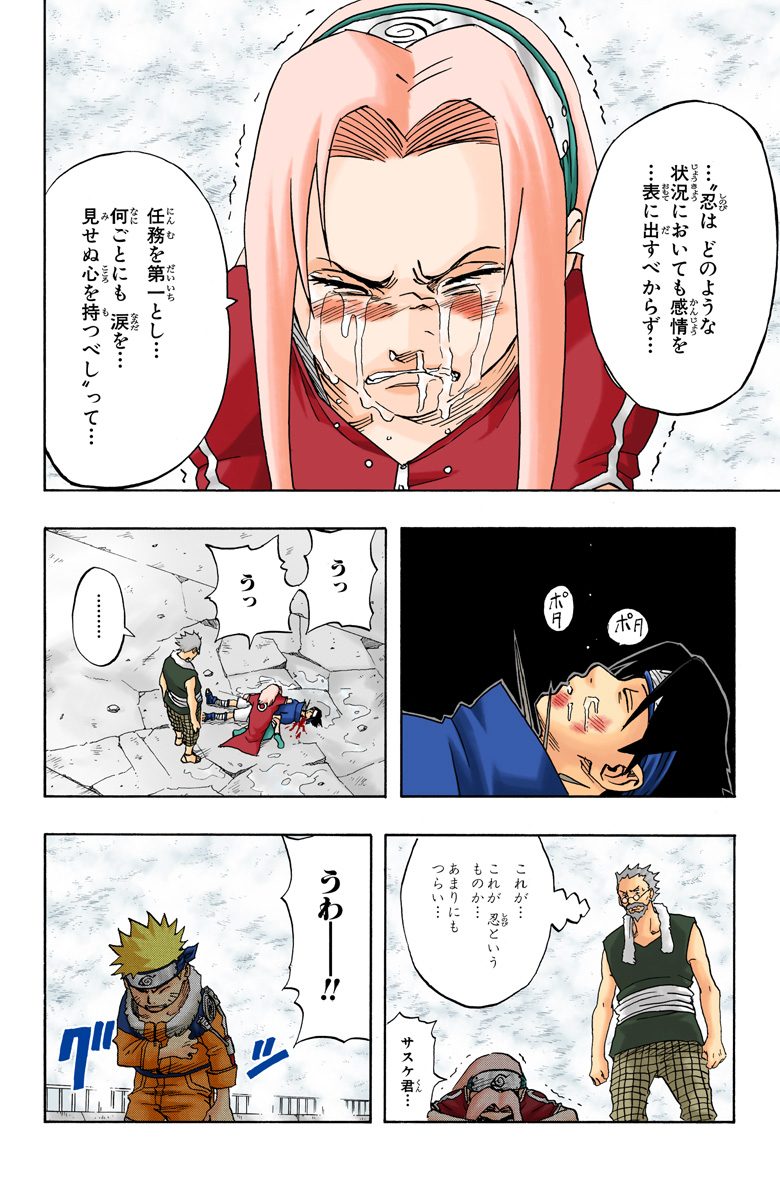 …〝忍は どのような
状況においても感情を
…表に出すべからず…
任務を第一とし…
何ごとにも 涙を…
見せぬ心を持つべし〟って…
ポタ
ポタ
うっ
うっ
………
これが…
これが 忍という
ものか…
あまりにも
つらい…
サスケ君…
うわーー!!
グッ